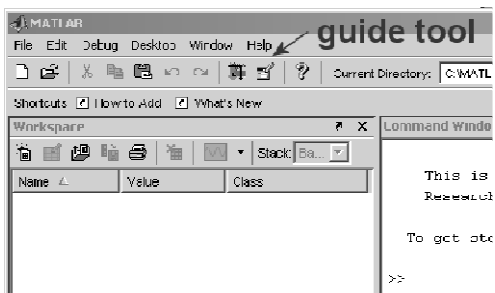 MATLAB
File Edit Debug Desktop Window Help
guide tool
Current Directory: C:\MATL
Shortcuts How to Add What's New
Workspace
Stack: Ba...
Name Value Class
Command Windo
This is
Research
To get sta
>>